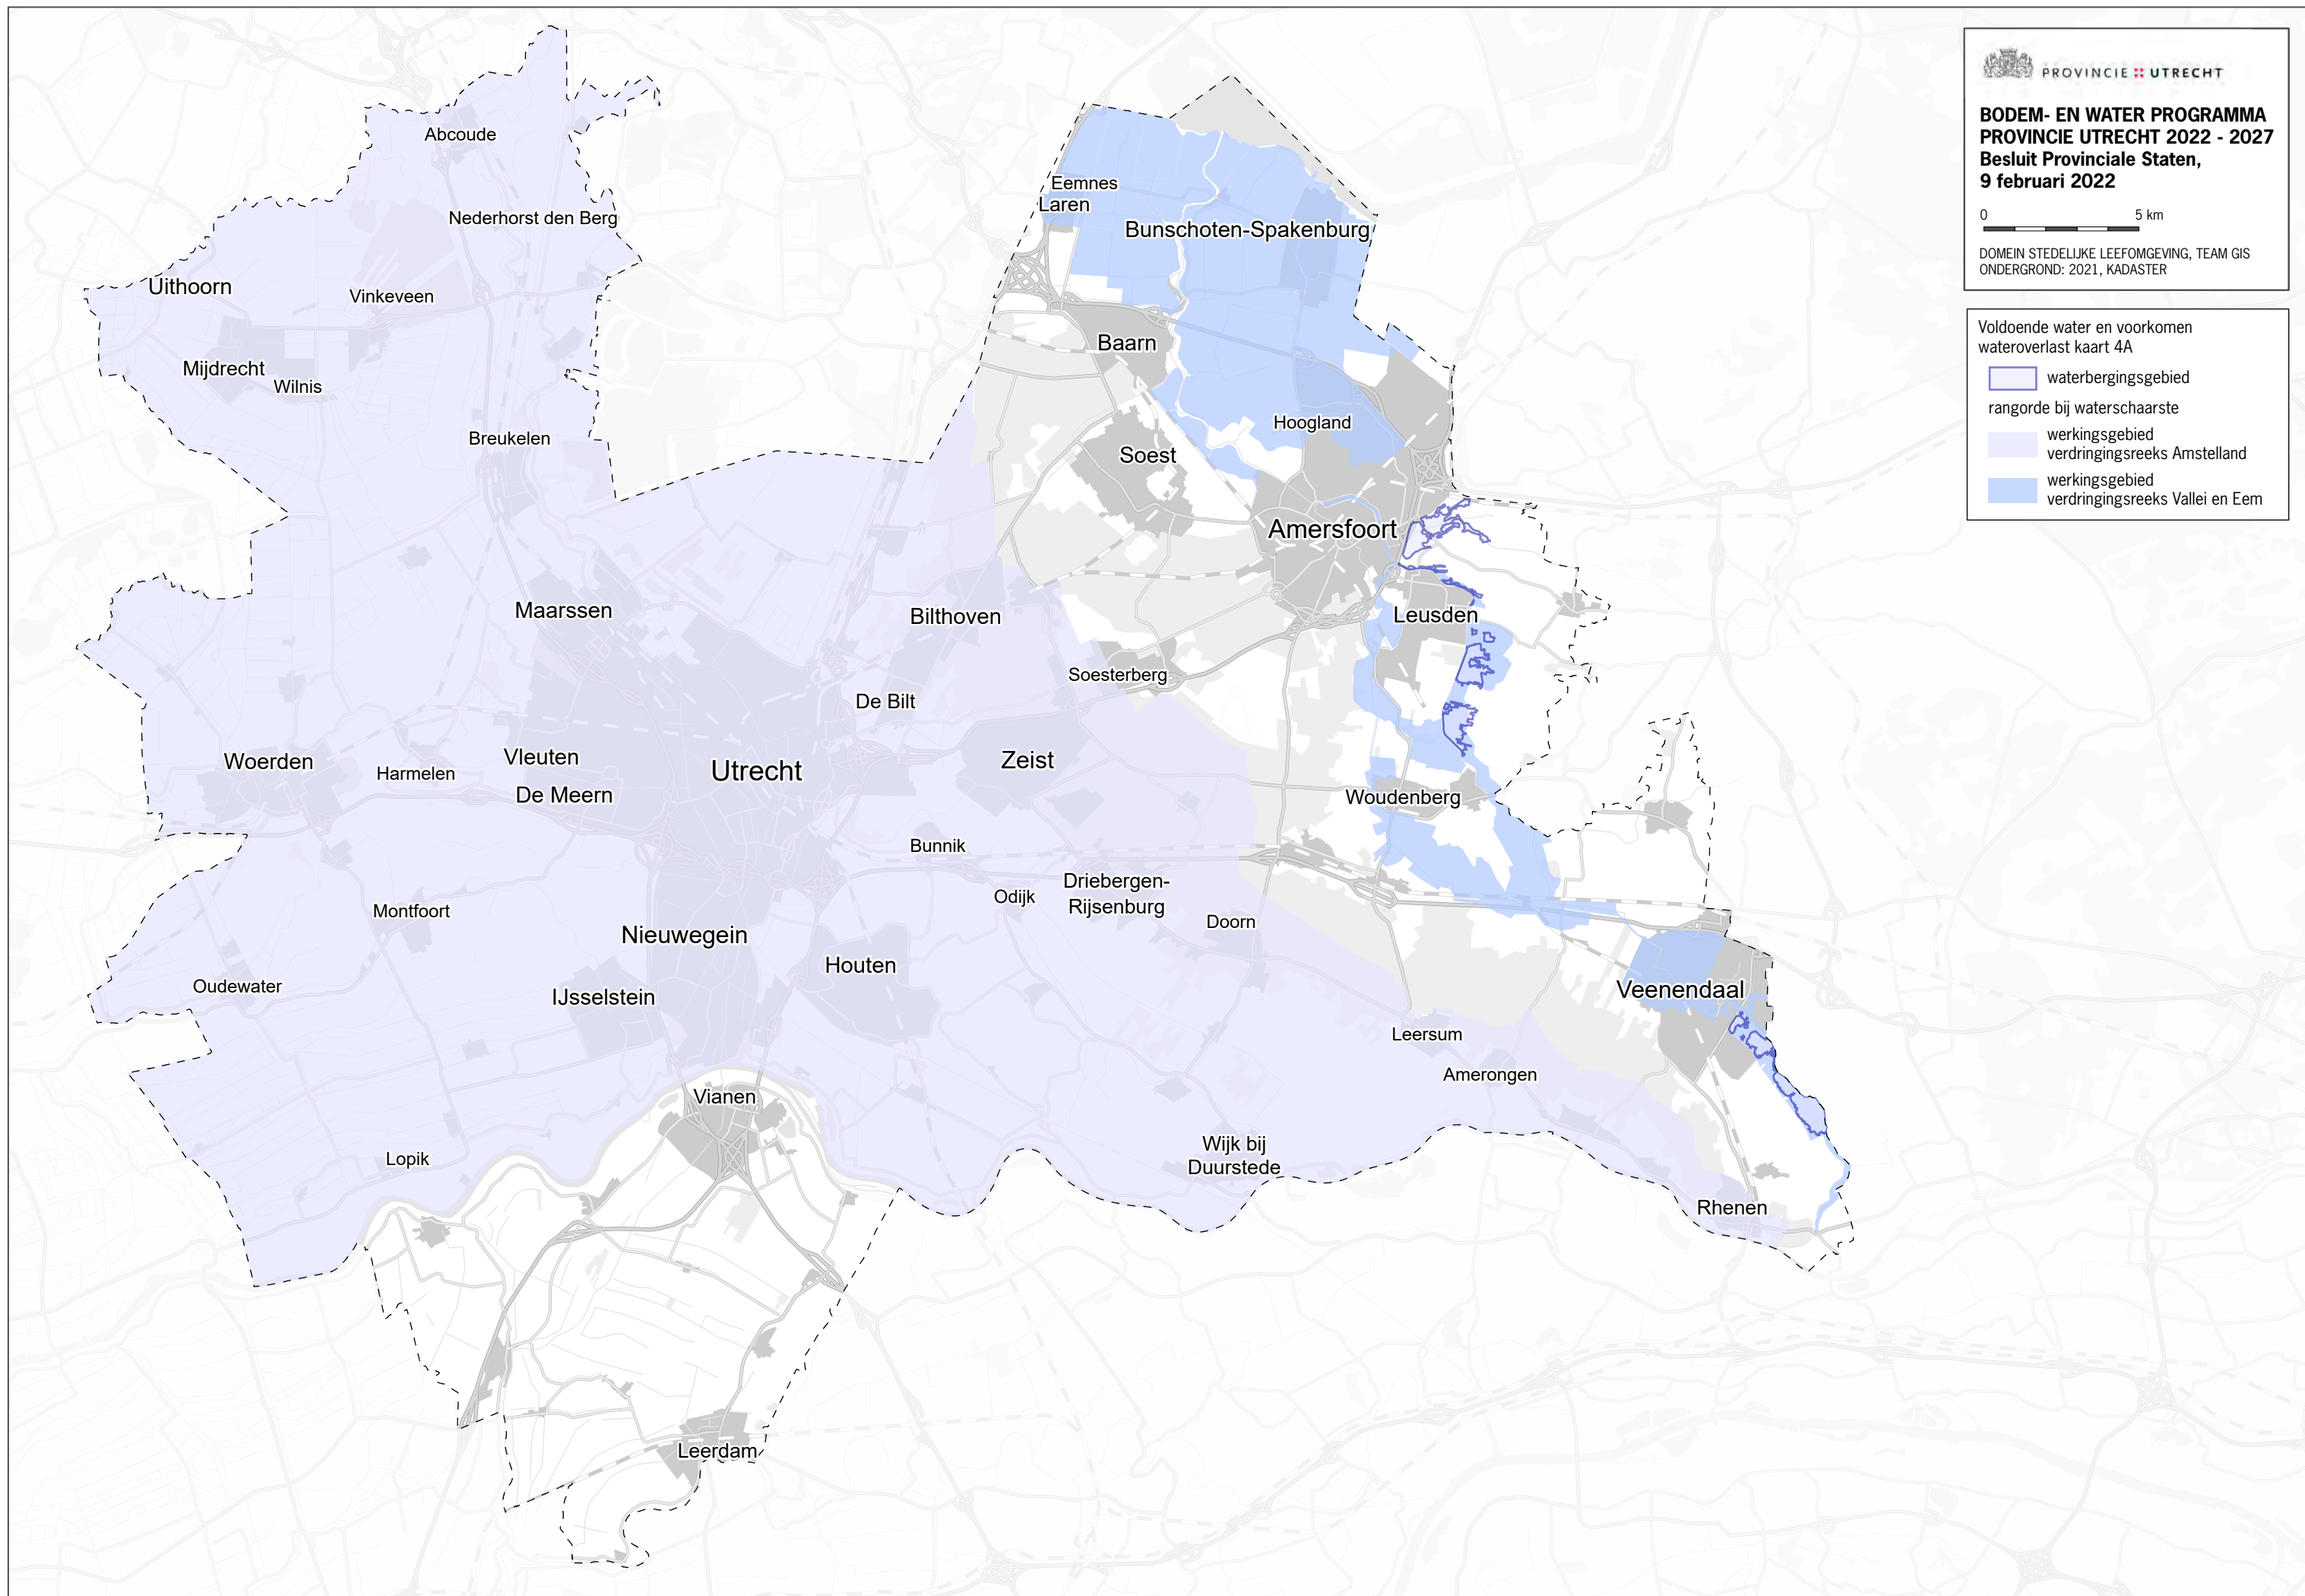 PROVINCIE UTRECHT
BODEM- EN WATER PROGRAMMA
PROVINCIE UTRECHT 2022 - 2027
Besluit Provinciale Staten,
9 februari 2022
0 5 km
DOMEIN STEDELIJKE LEEFOMGEVING, TEAM GIS
ONDERGROND: 2021, KADASTER
Voldoende water en voorkomen
wateroverlast kaart 4A
waterbergingsgebied
rangorde bij waterschaarste
werkingsgebied
verdringingsreeks Amstelland
werkingsgebied
verdringingsreeks Vallei en Eem
Abcoude
Eemnes
Laren
Nederhorst den Berg
Bunschoten-Spakenburg
Uithoorn
Vinkeveen
Baarn
Mijdrecht
Wilnis
Hoogland
Breukelen
Soest
Amersfoort
Maarssen
Bilthoven
Leusden
Soesterberg
De Bilt
Vleuten
Woerden
Harmelen
Utrecht
Zeist
De Meern
Woudenberg
Bunnik
Driebergen-
Rijsenburg
Odijk
Montfoort
Doorn
Nieuwegein
Houten
Oudewater
IJsselstein
Veenendaal
Leersum
Amerongen
Vianen
Wijk bij
Duurstede
Lopik
Rhenen
Leerdam